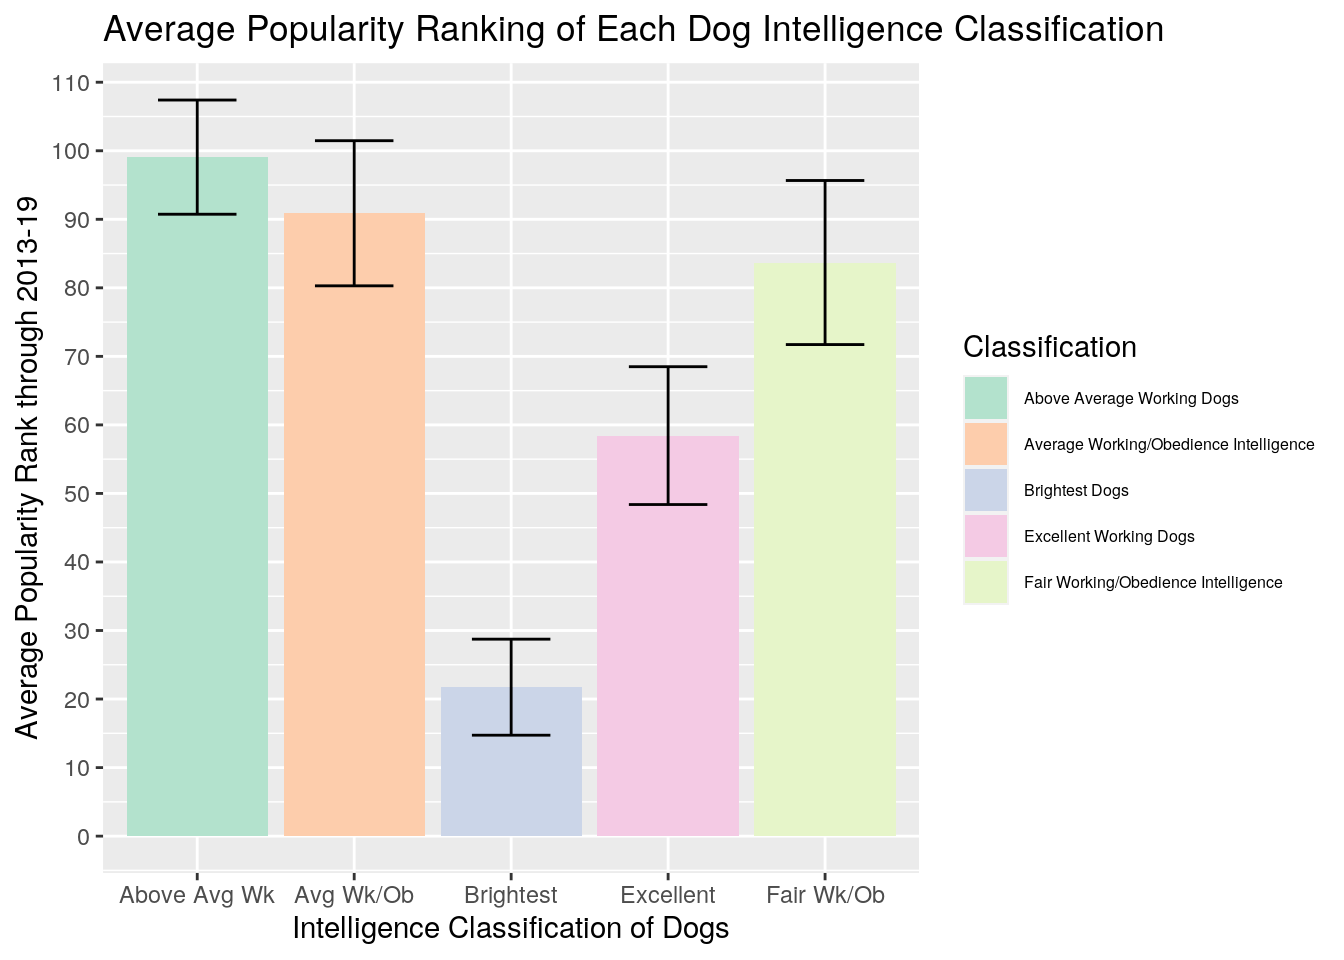 Average Popularity Ranking of Each Dog Intelligence Classification
Average Popularity Rank through 2013-19
110
100
90
80
70
60
50
40
30
20
10
0
Above Avg Wk
Avg Wk/Ob
Brightest
Excellent
Fair Wk/Ob
Intelligence Classification of Dogs
Classification
Above Average Working Dogs
Average Working/Obedience Intelligence
Brightest Dogs
Excellent Working Dogs
Fair Working/Obedience Intelligence